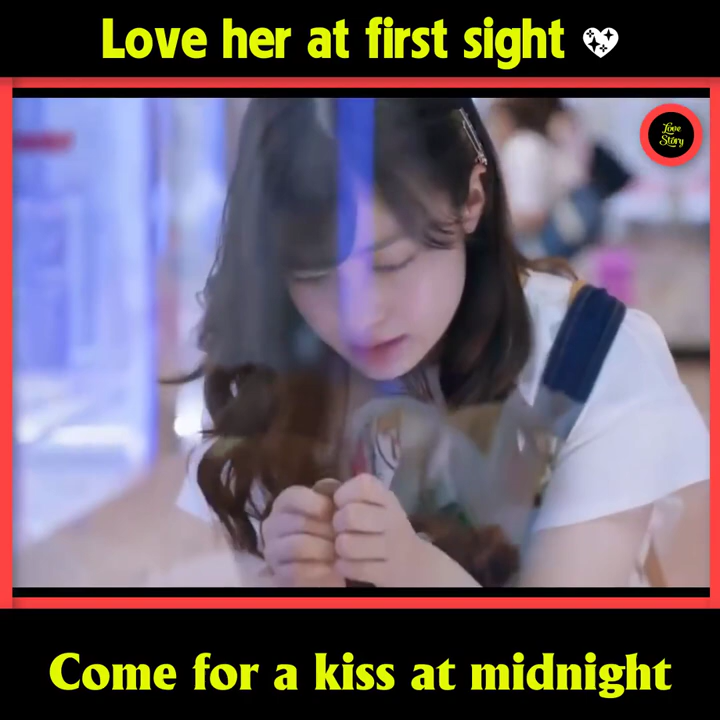 Love her at first sight 💖
Love
Story
Come for a kiss at midnight